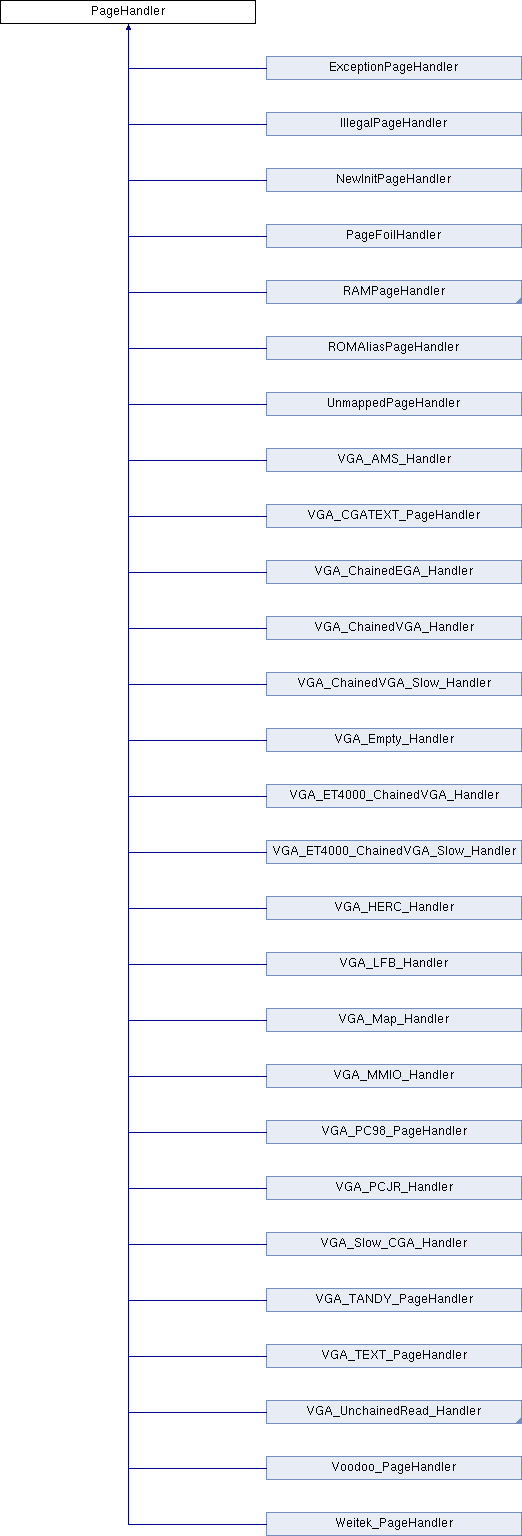 PageHandler
ExceptionPageHandler
IllegalPageHandler
NewInitPageHandler
PageFoilHandler
RAMPageHandler
ROMAliasPageHandler
UnmappedPageHandler
VGA_AMS_Handler
VGA_CGATEXT_PageHandler
VGA_ChainedEGA_Handler
VGA_ChainedVGA_Handler
VGA_ChainedVGA_Slow_Handler
VGA_Empty_Handler
VGA_ET4000_ChainedVGA_Handler
VGA_ET4000_ChainedVGA_Slow_Handler
VGA_HERC_Handler
VGA_LFB_Handler
VGA_Map_Handler
VGA_MMIO_Handler
VGA_PC98_PageHandler
VGA_PCJR_Handler
VGA_Slow_CGA_Handler
VGA_TANDY_PageHandler
VGA_TEXT_PageHandler
VGA_UnchainedRead_Handler
Voodoo_PageHandler
Weitek_PageHandler